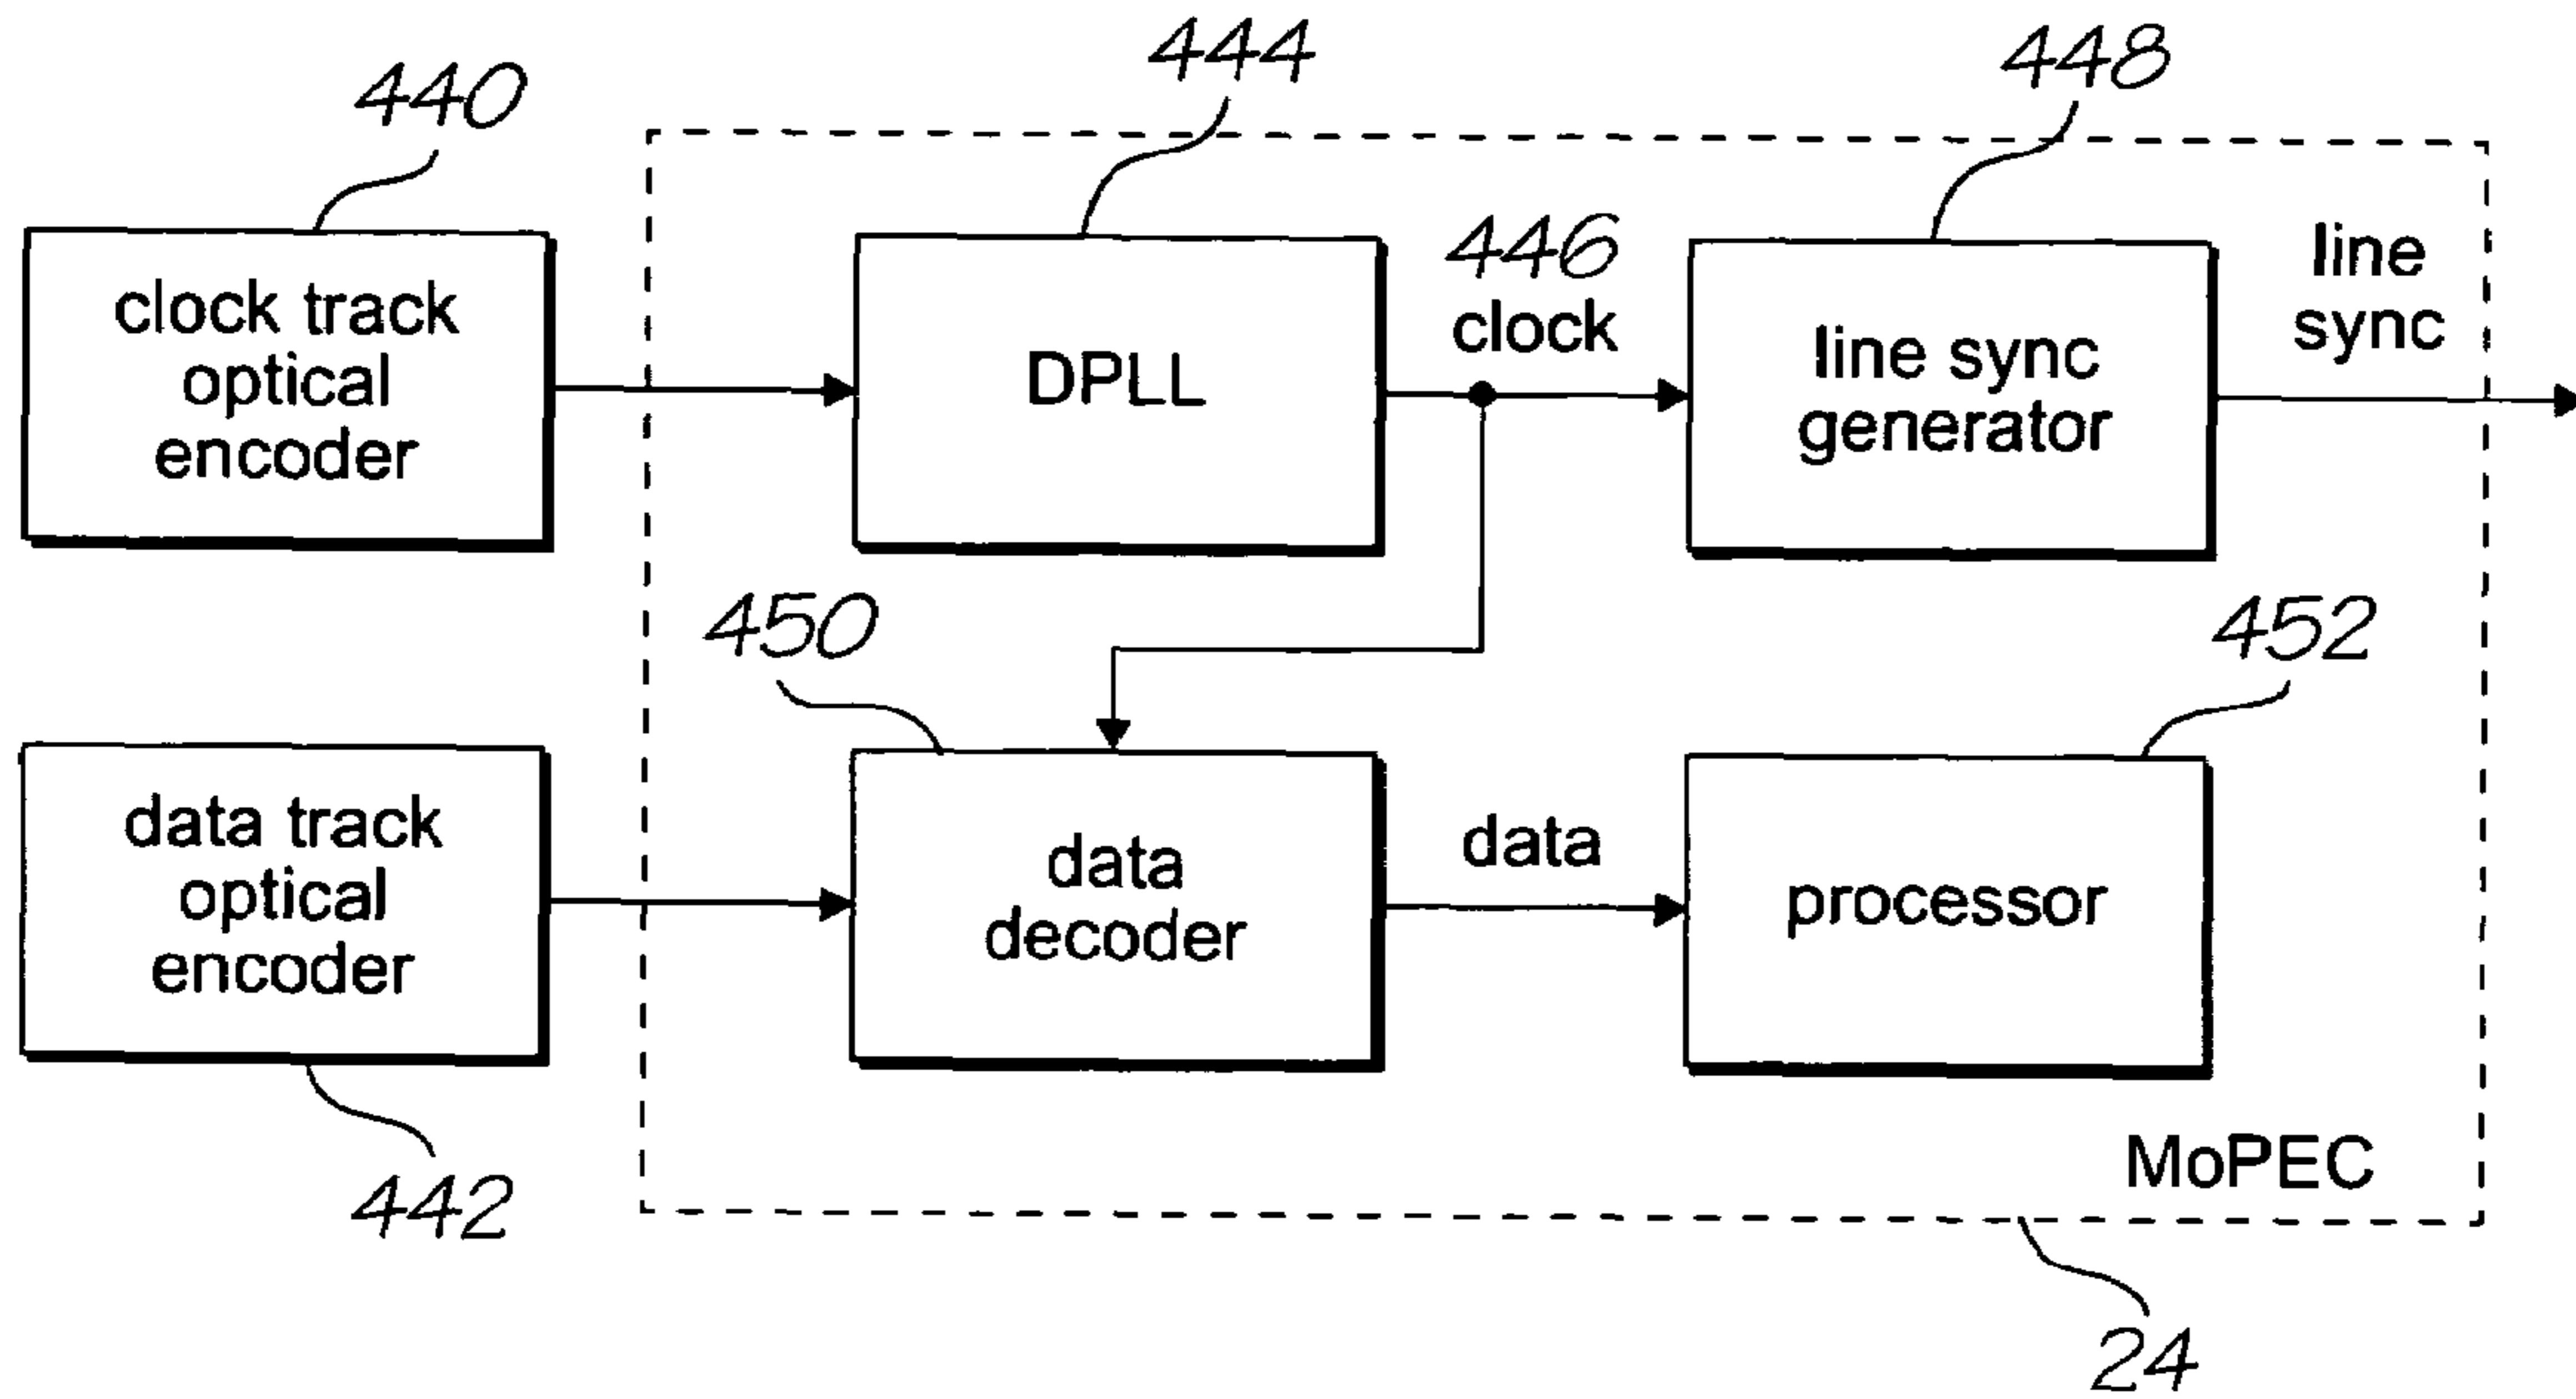 444
448
440
446
clock
line
sync
clock track
optical
encoder
DPLL
line sync
generator
450
452
data track
optical
encoder
data
decoder
data
processor
MoPEC
442
24